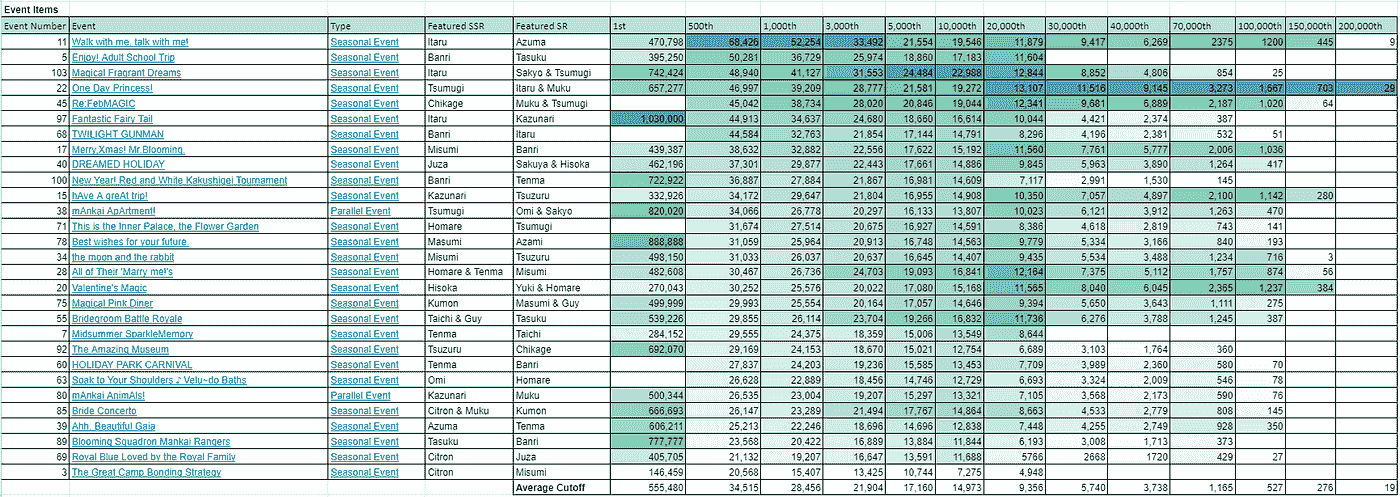 Event Items
Event Number Event Type Featured SSR Featured SR 1st 500th 1,000th 3,000th 5,000th 10,000th 20,000th 30,000th 40,000th 70,000th 100,000th 150,000th 200,000th
11 Walk with me, talk with me! Seasonal Event Itaru Azuma 470,798 68,426 52,254 33,492 21,554 19,546 11,879 9,417 6,269 2375 1200 445 9
5 Enjoy! Adult School Trip Seasonal Event Banri Tasuku 395,250 50,281 36,729 25,974 18,860 17,183 11,604
103 Magical Fragrant Dreams Seasonal Event Itaru Sakyo & Tsumugi 742,424 48,940 41,127 31,553 24,484 22,988 12,844 8,852 4,806 854 25
22 One Day Princess! Seasonal Event Tsumugi Itaru & Muku 657,277 46,997 39,209 28,777 21,581 19,272 13,107 11,516 9,145 3,273 1,667 703 29
45 Re:FebMAGIC Seasonal Event Chikage Muku & Tsumugi 45,042 38,734 28,020 20,846 19,044 12,341 9,681 6,889 2,187 1,020 64
97 Fantastic Fairy Tail Seasonal Event Itaru Kazunari 1,030,000 44,913 34,637 24,680 18,660 16,614 10,044 4,421 2,374 387
68 TWILIGHT GUNMAN Seasonal Event Banri Itaru 44,584 32,763 21,854 17,144 14,791 8,296 4,196 2,381 532 51
17 Merry,Xmas! Mr.Blooming. Seasonal Event Misumi Banri 439,387 38,632 32,882 22,556 17,622 15,192 11,560 7,761 5,777 2,006 1,036
40 DREAMED HOLIDAY Seasonal Event Juza Sakuya & Hisoka 462,196 37,301 29,877 22,443 17,661 14,886 9,845 5,963 3,890 1,264 417
100 New Year! Red and White Kakushigei Tournament Seasonal Event Banri Tenma 722,922 36,887 27,884 21,867 16,981 14,609 7,117 2,991 1,530 145
15 hAve A greAt trip! Seasonal Event Kazunari Tsuzuru 332,926 34,172 29,647 21,804 16,955 14,908 10,350 7,057 4,897 2,100 1,142 280
38 mAnkai ApArtment! Parallel Event Tsumugi Omi & Sakyo 820,020 34,066 26,778 20,297 16,133 13,807 10,023 6,121 3,912 1,263 470
71 This is the Inner Palace, the Flower Garden Seasonal Event Homare Tsumugi 31,674 27,514 20,675 16,927 14,591 8,386 4,618 2,819 743 141
78 Best wishes for your future. Seasonal Event Masumi Azami 888,888 31,059 25,964 20,913 16,748 14,563 9,779 5,334 3,166 840 193
34 the moon and the rabbit Seasonal Event Misumi Tsuzuru 498,150 31,033 26,037 20,637 16,645 14,407 9,435 5,534 3,488 1,234 716 3
28 All of Their 'Marry me!'s Seasonal Event Homare & Tenma Misumi 482,608 30,467 26,736 24,703 19,093 16,841 12,164 7,375 5,112 1,757 874 56
20 Valentine's Magic Seasonal Event Hisoka Yuki & Homare 270,043 30,252 25,576 20,022 17,080 15,168 11,565 8,040 6,045 2,365 1,237 384
75 Magical Pink Diner Seasonal Event Kumon Masumi & Guy 499,999 29,993 25,554 20,164 17,057 14,646 9,394 5,650 3,643 1,111 275
55 Bridegroom Battle Royale Seasonal Event Taichi & Guy Tasuku 539,226 29,855 26,114 23,704 19,266 16,832 11,736 6,276 3,788 1,245 387
7 Midsummer SparkleMemory Seasonal Event Tenma Taichi 284,152 29,555 24,375 18,359 15,006 13,549 8,644
92 The Amazing Museum Seasonal Event Tsuzuru Chikage 692,070 29,169 24,153 18,670 15,021 12,754 6,689 3,103 1,764 360
60 HOLIDAY PARK CARNIVAL Seasonal Event Tenma Banri 27,837 24,203 19,236 15,585 13,453 7,709 3,989 2,360 580 70
63 Soak to Your Shoulders ♪ Velu~do Baths Seasonal Event Omi Homare 26,628 22,889 18,456 14,746 12,729 6,693 3,324 2,009 546 78
80 mAnkai AnimAls! Parallel Event Kazunari Muku 500,344 26,535 23,004 19,207 15,297 13,321 7,105 3,568 2,173 590 76
85 Bride Concerto Seasonal Event Citron & Muku Kumon 666,693 26,147 23,289 21,494 17,767 14,864 8,663 4,533 2,779 808 145
39 Ahh, Beautiful Gaia Seasonal Event Azuma Tenma 606,211 25,213 22,246 18,696 14,696 12,838 7,448 4,255 2,749 928 350
89 Blooming Squadron Mankai Rangers Seasonal Event Tasuku Banri 777,777 23,568 20,422 16,889 13,884 11,844 6,193 3,008 1,713 373
69 Royal Blue Loved by the Royal Family Seasonal Event Citron Juza 405,705 21,132 19,207 16,647 13,591 11,688 5766 2668 1720 429 27
3 The Great Camp Bonding Strategy Seasonal Event Citron Misumi 146,459 20,568 15,407 13,425 10,744 7,275 4,948
Average Cutoff 555,480 34,515 28,456 21,904 17,160 14,973 9,356 5,740 3,738 1,165 527 276 19